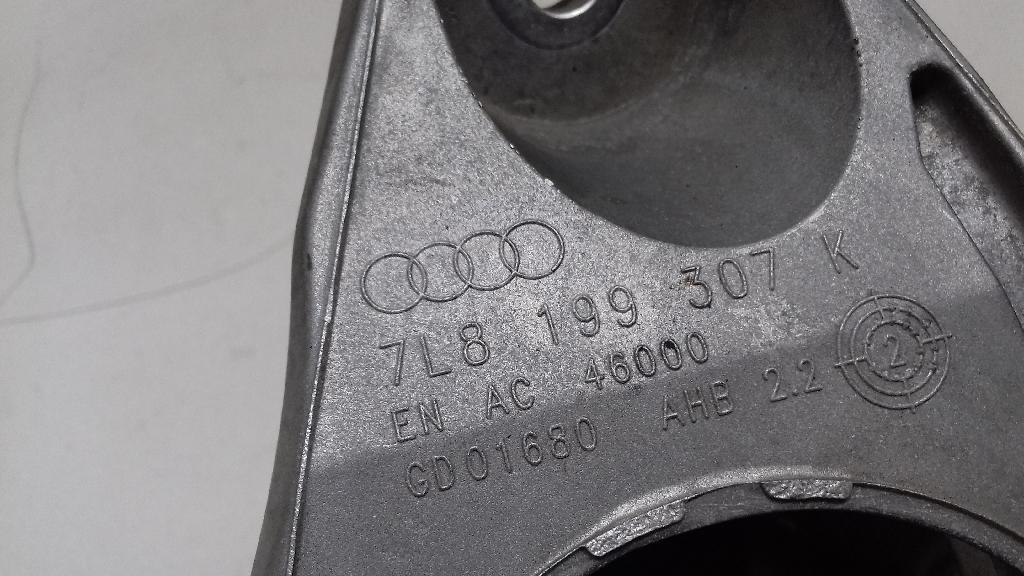 7L8 199 307 K
EN AC 46000
GD01680 AHB 2.2
2